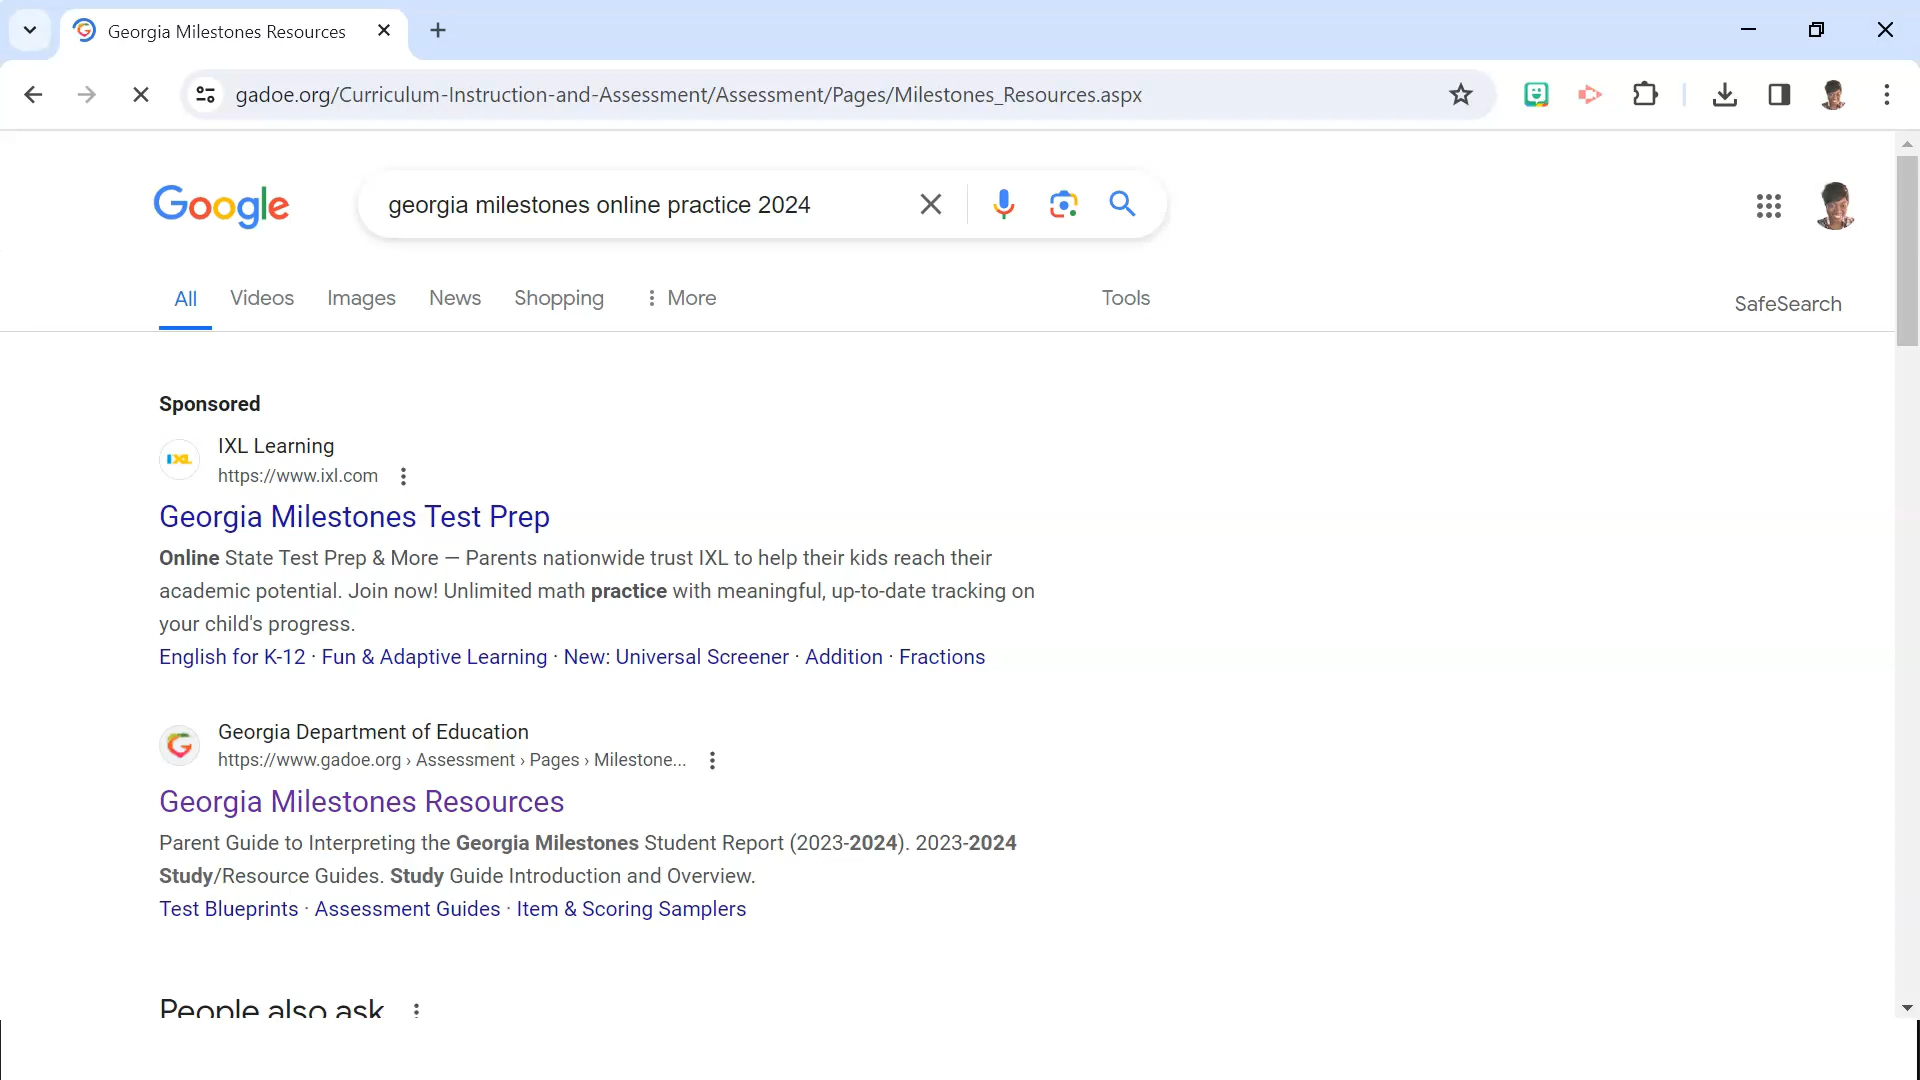 Georgia Milestones Resources
gadoe.org/Curriculum-Instruction-and-Assessment/Assessment/Pages/Milestones_Resources.aspx
Google
georgia milestones online practice 2024
All Videos Images News Shopping More Tools SafeSearch
Sponsored
IXL
IXL Learning
https://www.ixl.com
Georgia Milestones Test Prep
Online State Test Prep & More — Parents nationwide trust IXL to help their kids reach their
academic potential. Join now! Unlimited math practice with meaningful, up-to-date tracking on
your child's progress.
English for K-12 · Fun & Adaptive Learning · New: Universal Screener · Addition · Fractions
Georgia Department of Education
https://www.gadoe.org › Assessment › Pages › Milestone...
Georgia Milestones Resources
Parent Guide to Interpreting the Georgia Milestones Student Report (2023-2024). 2023-2024
Study/Resource Guides. Study Guide Introduction and Overview.
Test Blueprints · Assessment Guides · Item & Scoring Samplers
People also ask